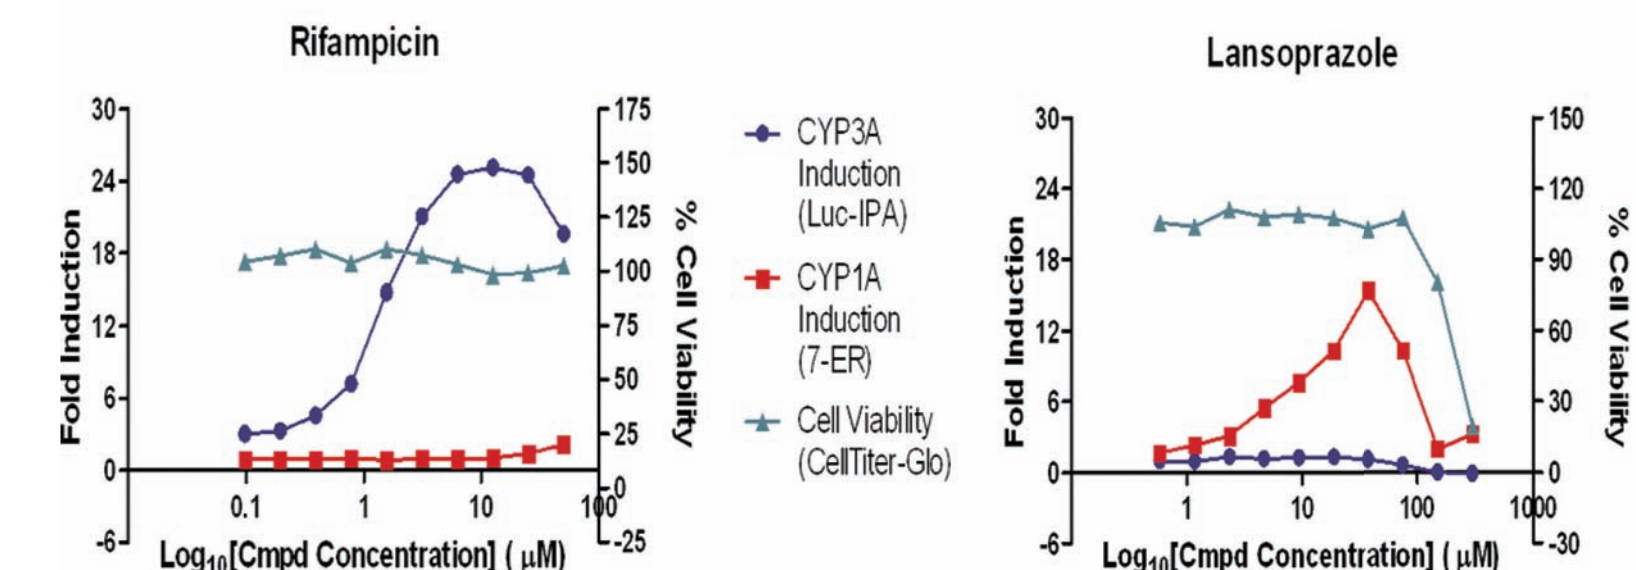 Rifampicin
30
24
18
12
6
0
-6
Fold Induction
175
150
125
100
75
50
25
0
-25
% Cell Viability
0.1 1 10 100
Log10[Cmpd Concentration] ( µM)
CYP3A
Induction
(Luc-IPA)
CYP1A
Induction
(7-ER)
Cell Viability
(CellTiter-Glo)
Lansoprazole
30
24
18
12
6
0
-6
Fold Induction
150
120
90
60
30
0
-30
% Cell Viability
1 10 100 1000
Log10[Cmpd Concentration] ( µM)